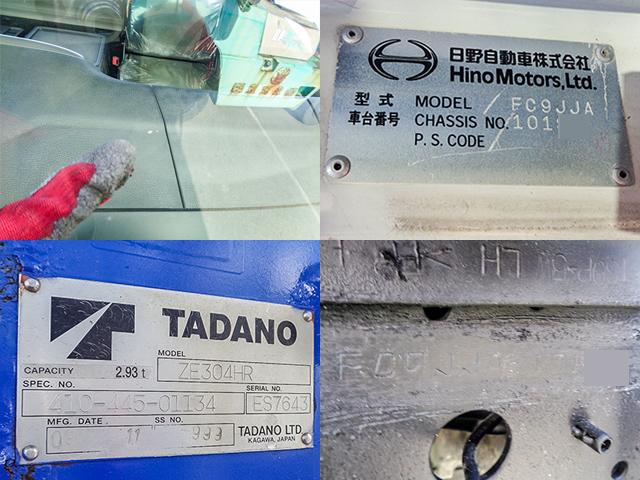 日野自動車株式会社
Hino Motors, Ltd.
型式 MODEL FC9JJA
車台番号 CHASSIS NO. 101
P.S. CODE
TADANO
MODEL
CAPACITY 2.93 t ZE304HR
SPEC. NO. SERIAL NO.
410-445-01134 ES7643
MFG. DATE SS NO.
11 999
TADANO LTD.
KAGAWA, JAPAN
LH